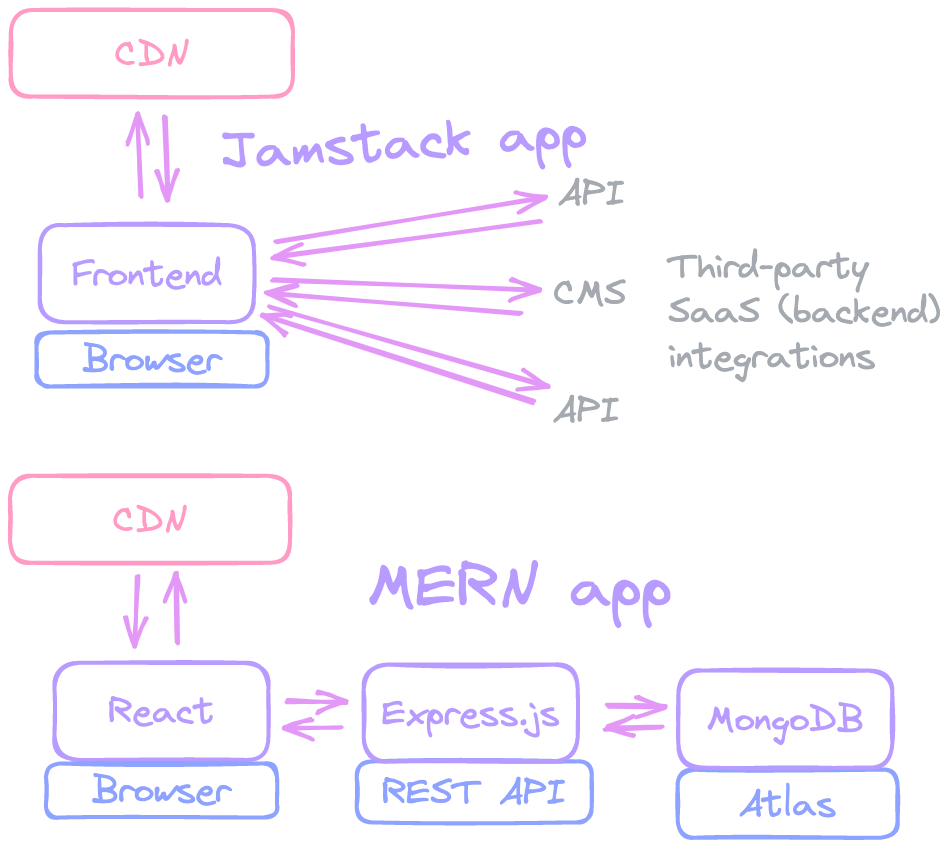 CDN
Jamstack app
API
Frontend
CMS
Third-party
SaaS (backend)
integrations
Browser
API
CDN
MERN app
React
Express.js
MongoDB
Browser
REST API
Atlas